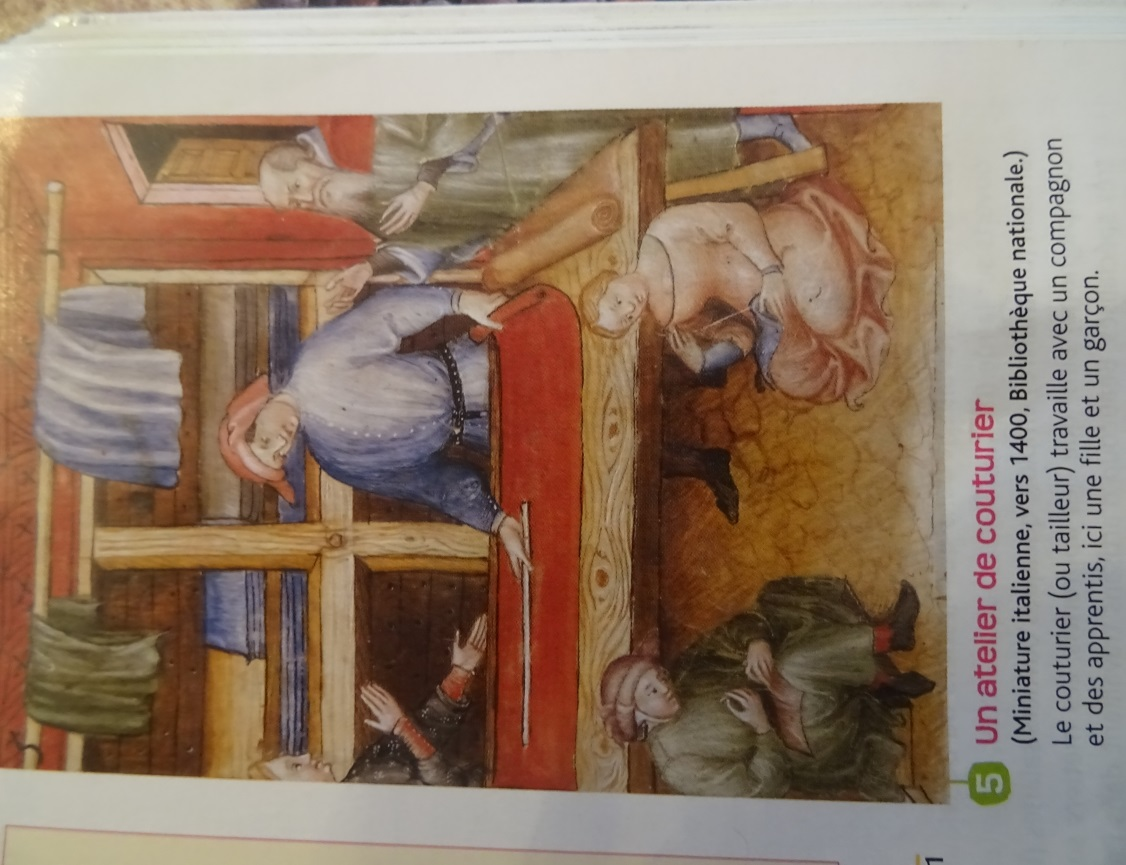 5 Un atelier de couturier
(Miniature italienne, vers 1400, Bibliothèque nationale.)
Le couturier (ou tailleur) travaille avec un compagnon
et des apprentis, ici une fille et un garçon.